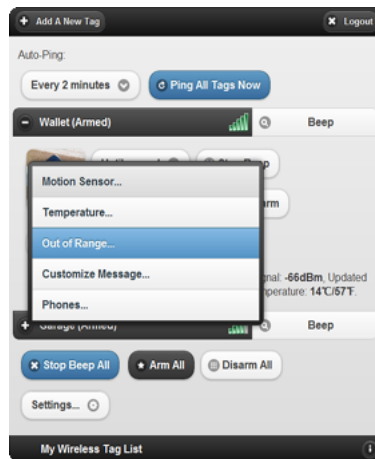 Add A New Tag
Logout
Auto-Ping:
Every 2 minutes
Ping All Tags Now
Wallet (Armed)
Beep
Motion Sensor...
Temperature...
Out of Range...
Customize Message...
Phones...
-66dBm, Updated
14℃/57℉.
Garage (Armed)
Beep
Stop Beep All
Arm All
Disarm All
Settings...
My Wireless Tag List